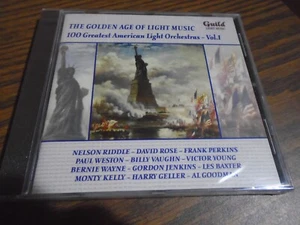 THE GOLDEN AGE OF LIGHT MUSIC
Guild
100 Greatest American Light Orchestras - Vol.1
NELSON RIDDLE - DAVID ROSE - FRANK PERKINS
PAUL WESTON - BILLY VAUGHN - VICTOR YOUNG
BERNIE WAYNE - GORDON JENKINS - LES BAXTER
MONTY KELLY - HARRY GELLER - AL GOODMAN